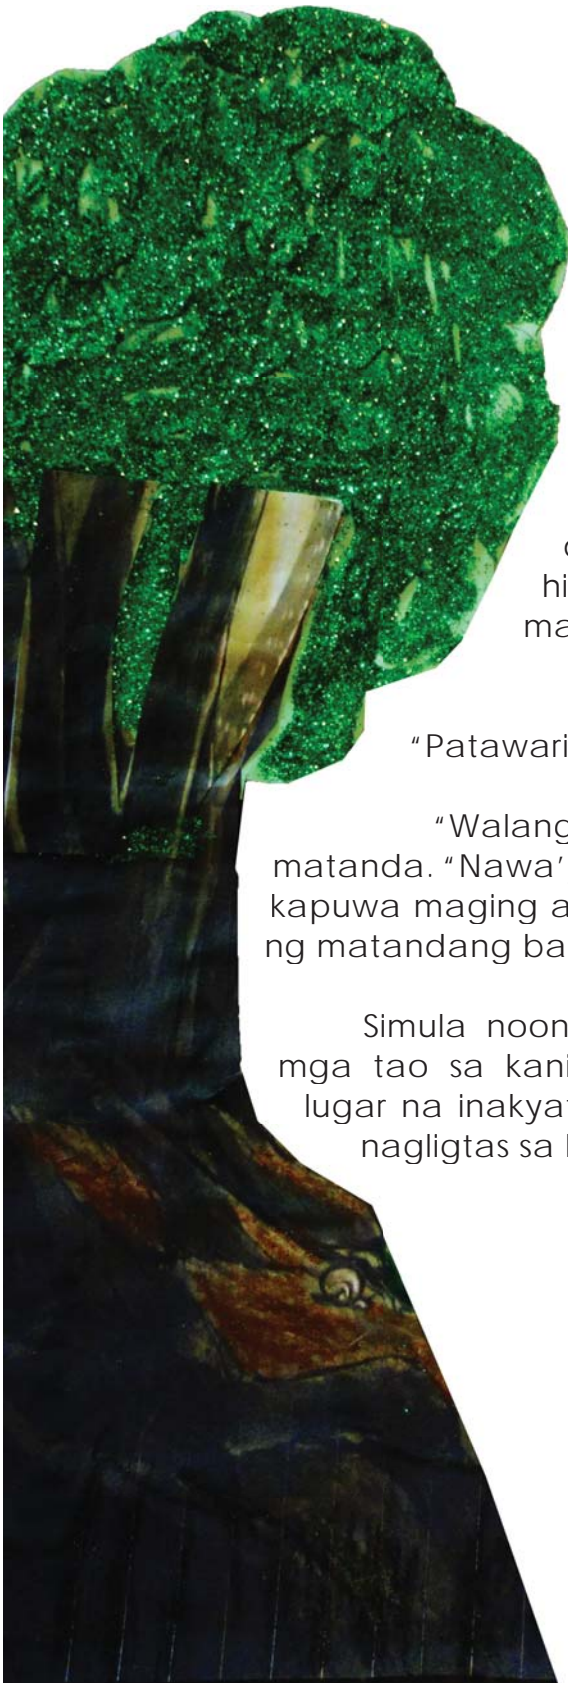 hi
ma
“Patawari
“Walang
matanda. “Nawa’
kapuwa maging a
ng matandang ba
Simula noon
mga tao sa kani
lugar na inakya
nagligtas sa